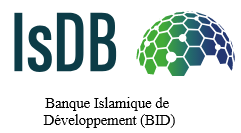 IsDB
Banque Islamique de
Développement (BID)